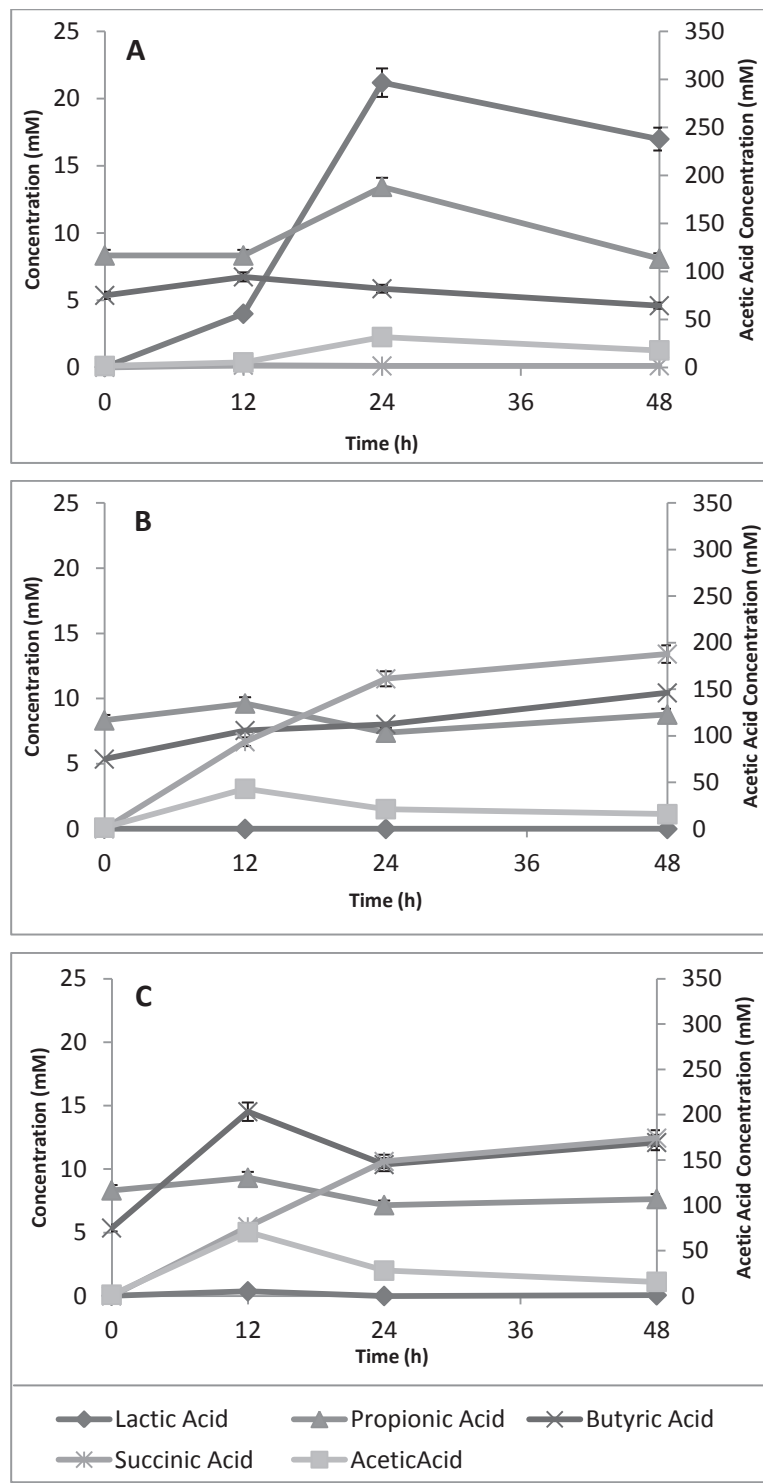 A
Concentration (mM)
25
20
15
10
5
0
350
300
250
200
150
100
50
0
Acetic Acid Concentration (mM)
0 12 24 36 48
Time (h)
B
Concentration (mM)
25
20
15
10
5
0
350
300
250
200
150
100
50
0
Acetic Acid Concentration (mM)
0 12 24 36 48
Time (h)
C
Concentration (mM)
25
20
15
10
5
0
350
300
250
200
150
100
50
0
Acetic Acid Concentration (mM)
0 12 24 36 48
Time (h)
Lactic Acid Propionic Acid Butyric Acid
Succinic Acid AceticAcid